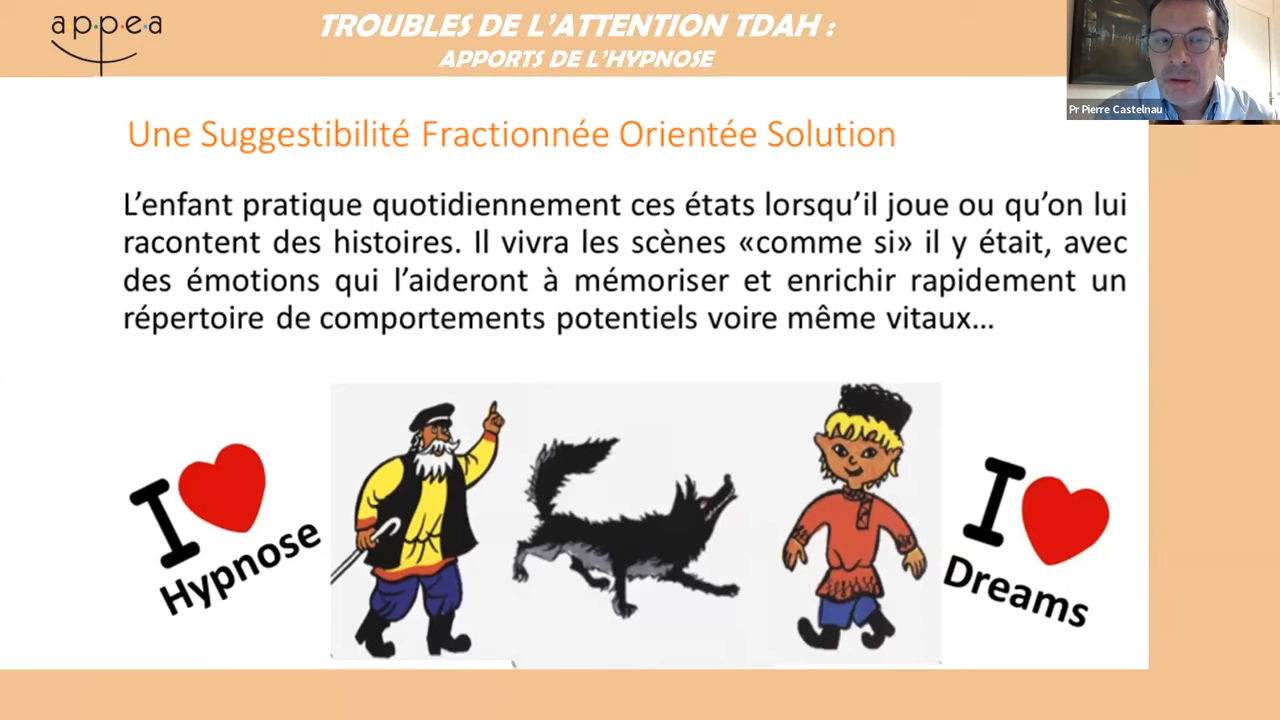 appea
TROUBLES DE L'ATTENTION TDAH :
APPORTS DE L'HYPNOSE
Pr Pierre Castelnau
Une Suggestibilité Fractionnée Orientée Solution
L'enfant pratique quotidiennement ces états lorsqu'il joue ou qu'on lui
racontent des histoires. Il vivra les scènes «comme si» il y était, avec
des émotions qui l'aideront à mémoriser et enrichir rapidement un
répertoire de comportements potentiels voire même vitaux...
I
Hypnose
I
Dreams